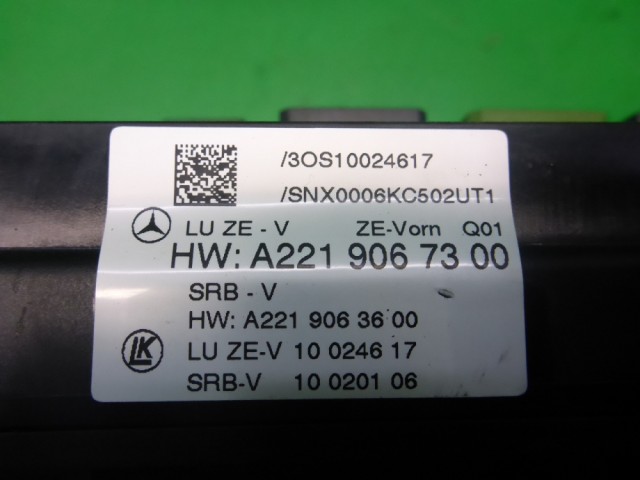 /3OS10024617
/SNX0006KC502UT1
LU ZE - V ZE-Vorn Q01
HW: A221 906 73 00
SRB - V
HW: A221 906 36 00
LK LU ZE-V 10 0246 17
SRB-V 10 0201 06